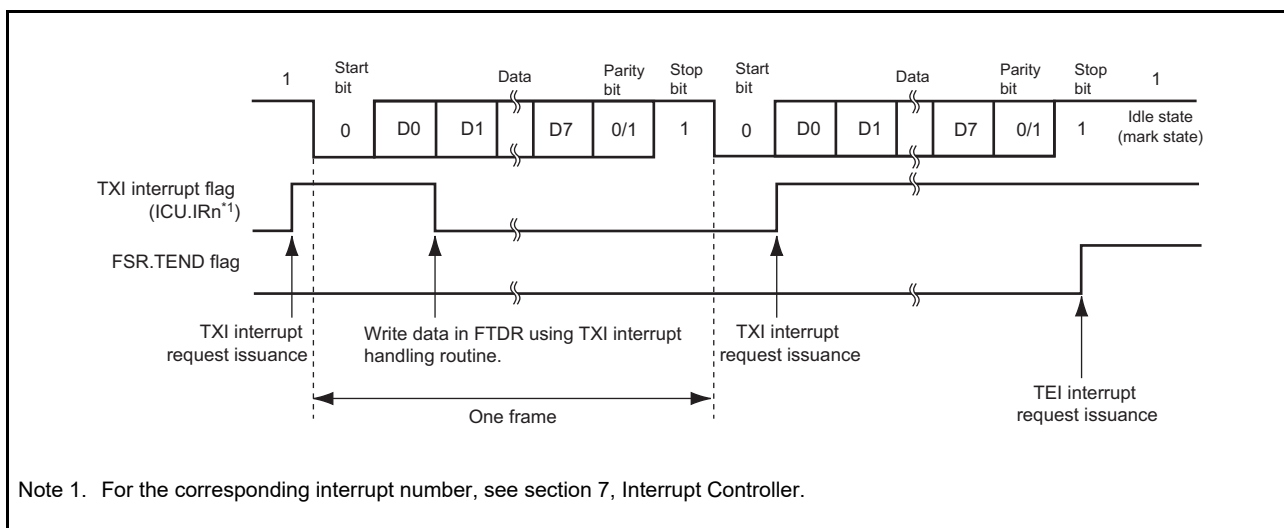 1
Start
bit
Data
Parity
bit
Stop
bit
Start
bit
Data
Parity
bit
Stop
bit
1
0
D0
D1
D7
0/1
1
0
D0
D1
D7
0/1
1
Idle state
(mark state)
TXI interrupt flag
(ICU.IRn*1)
FSR.TEND flag
TXI interrupt
request issuance
Write data in FTDR using TXI interrupt
handling routine.
TXI interrupt
request issuance
TEI interrupt
request issuance
One frame
Note 1. For the corresponding interrupt number, see section 7, Interrupt Controller.